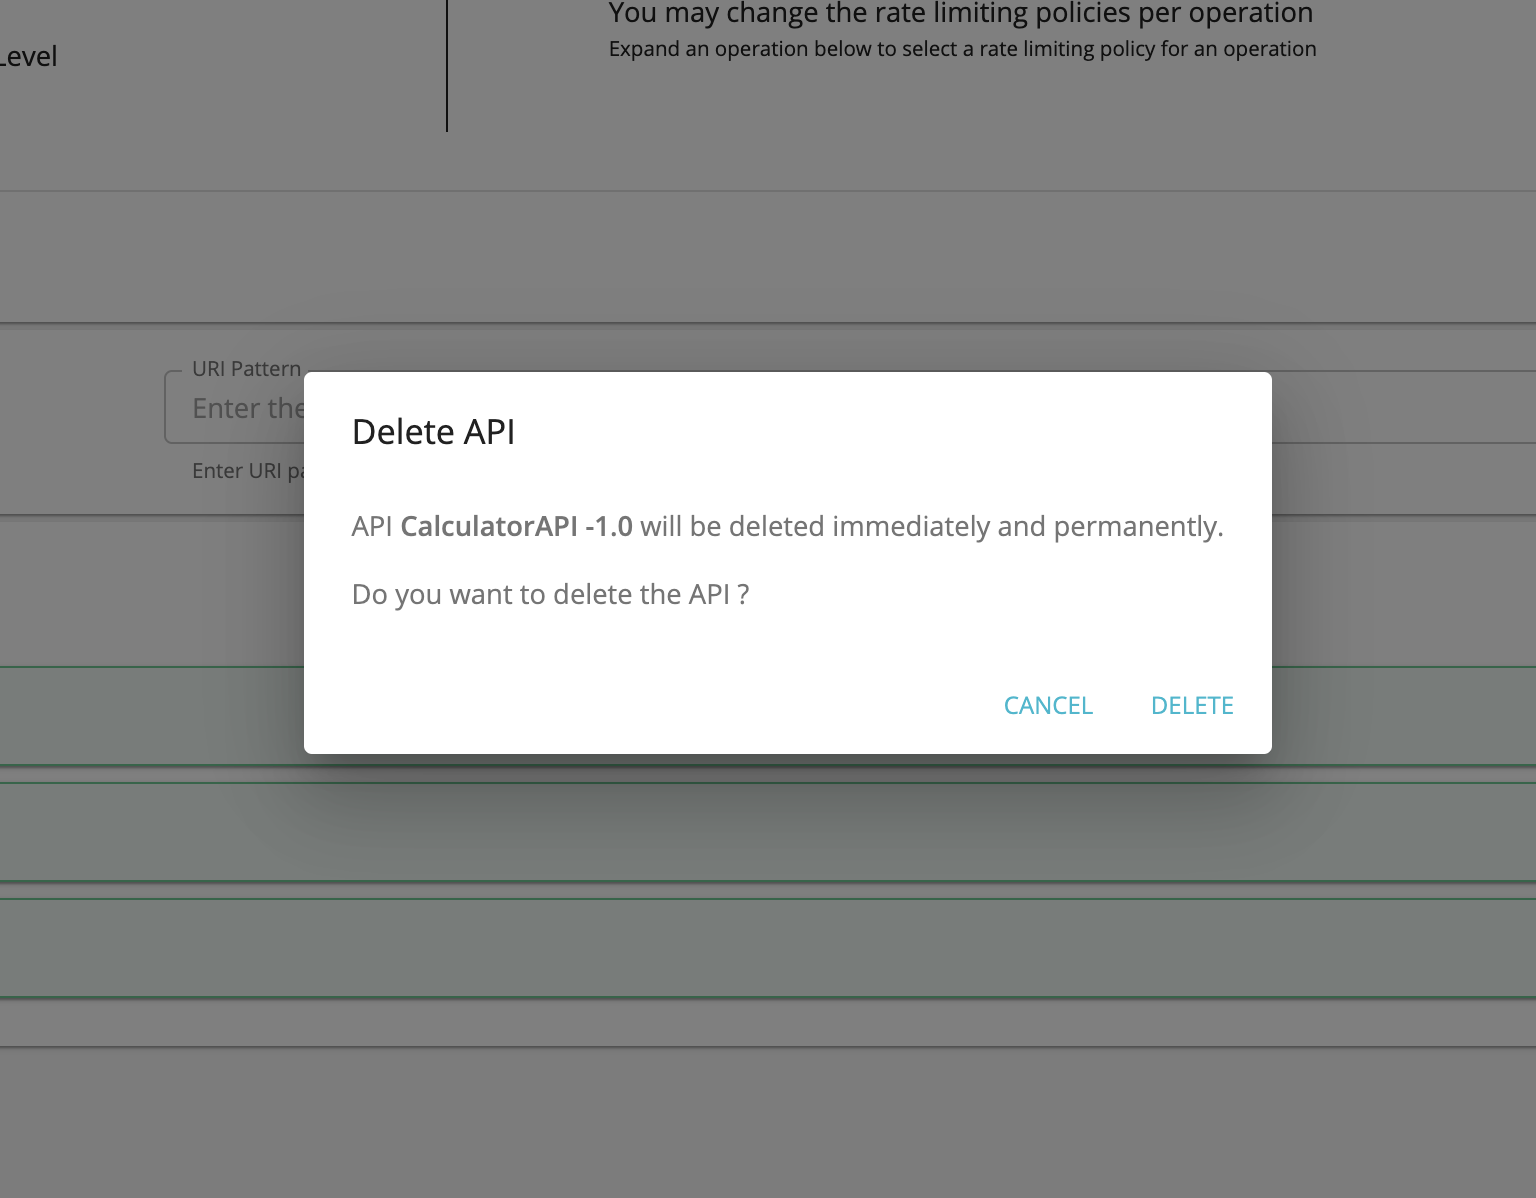 You may change the rate limiting policies per operation
Level
Expand an operation below to select a rate limiting policy for an operation
URI Pattern
Enter the
Enter URI
Delete API
API CalculatorAPI -1.0 will be deleted immediately and permanently.
Do you want to delete the API ?
CANCEL DELETE